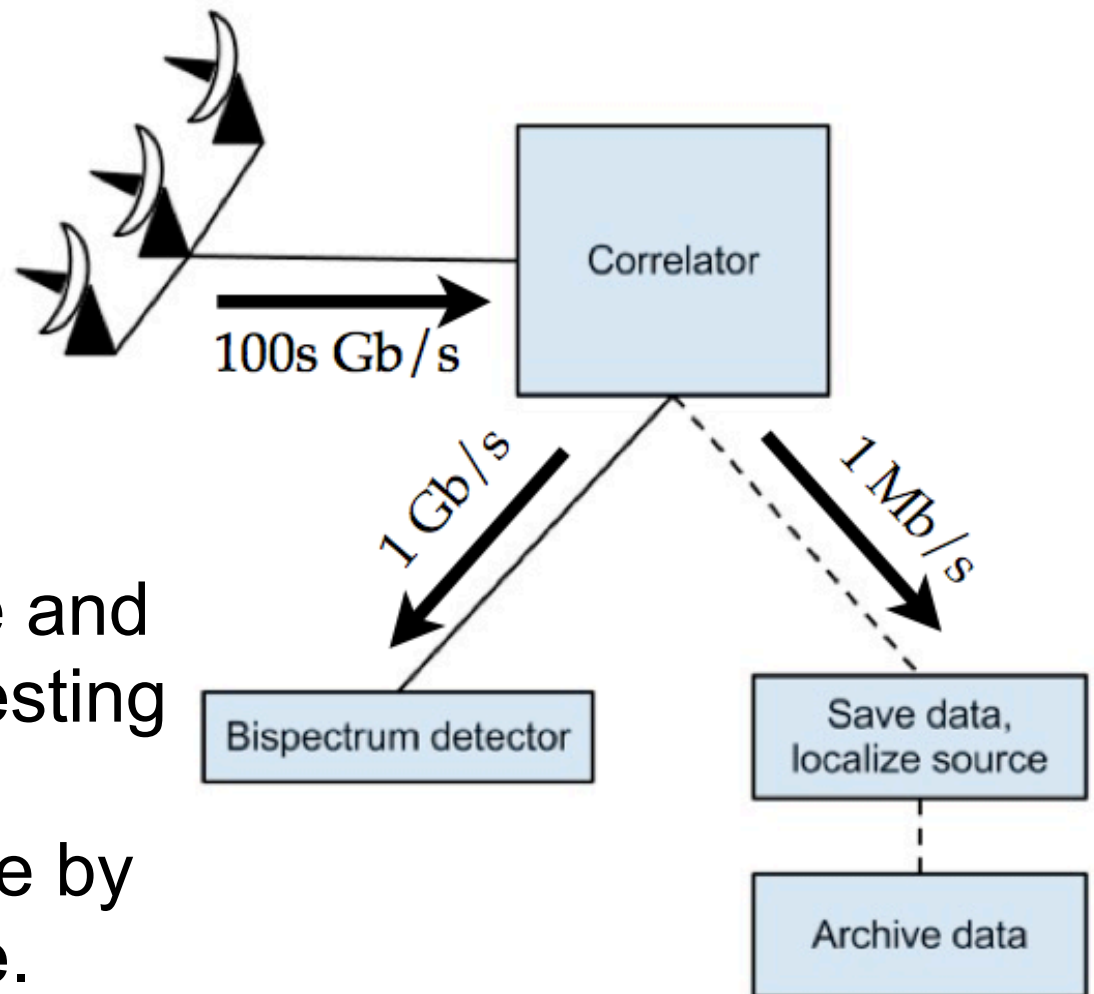 Correlator
100s Gb/s
1 Gb/s
1 Mb/s
e and
esting
Bispectrum detector
Save data,
localize source
e by
e.
Archive data